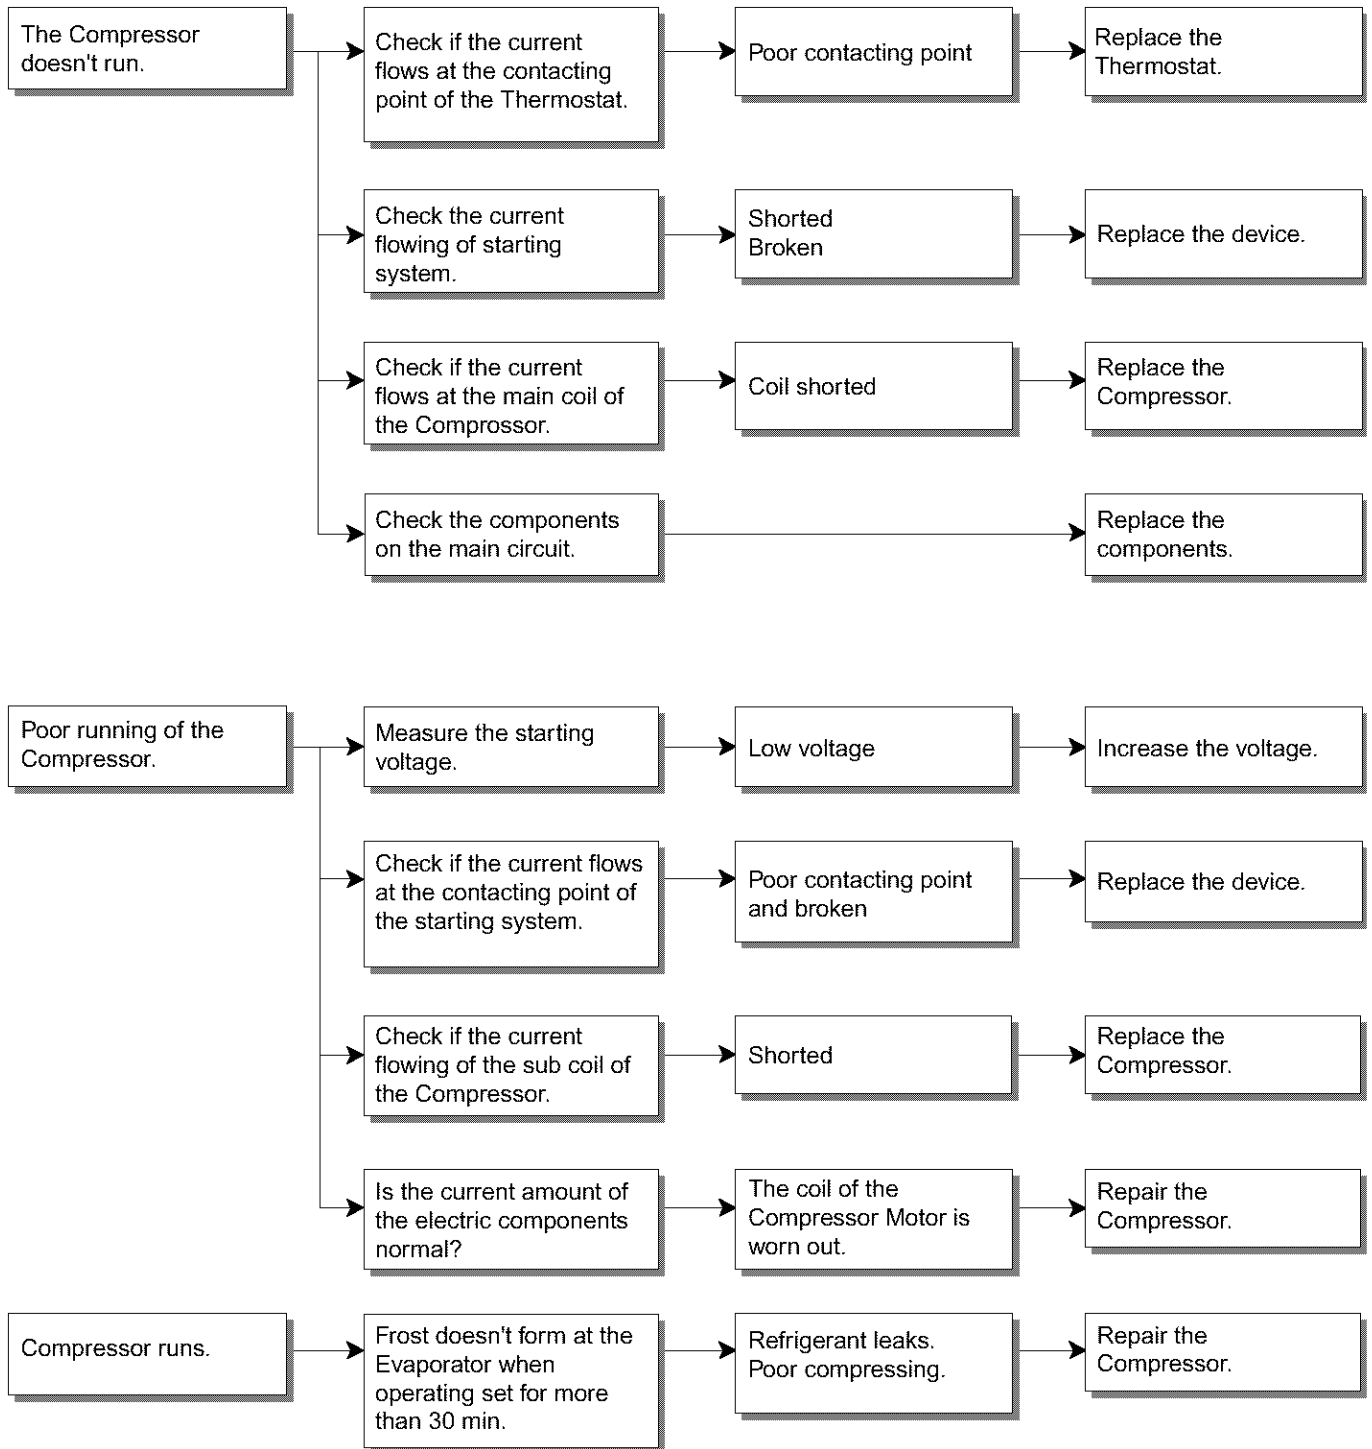 The Compressor
doesn't run.
Check if the current
flows at the contacting
point of the Thermostat.
Poor contacting point
Replace the
Thermostat.
Check the current
flowing of starting
system.
Shorted
Broken
Replace the device.
Check if the current
flows at the main coil of
the Comprossor.
Coil shorted
Replace the
Compressor.
Check the components
on the main circuit.
Replace the
components.
Poor running of the
Compressor.
Measure the starting
voltage.
Low voltage
Increase the voltage.
Check if the current flows
at the contacting point of
the starting system.
Poor contacting point
and broken
Replace the device.
Check if the current
flowing of the sub coil of
the Compressor.
Shorted
Replace the
Compressor.
Is the current amount of
the electric components
normal?
The coil of the
Compressor Motor is
worn out.
Repair the
Compressor.
Compressor runs.
Frost doesn't form at the
Evaporator when
operating set for more
than 30 min.
Refrigerant leaks.
Poor compressing.
Repair the
Compressor.